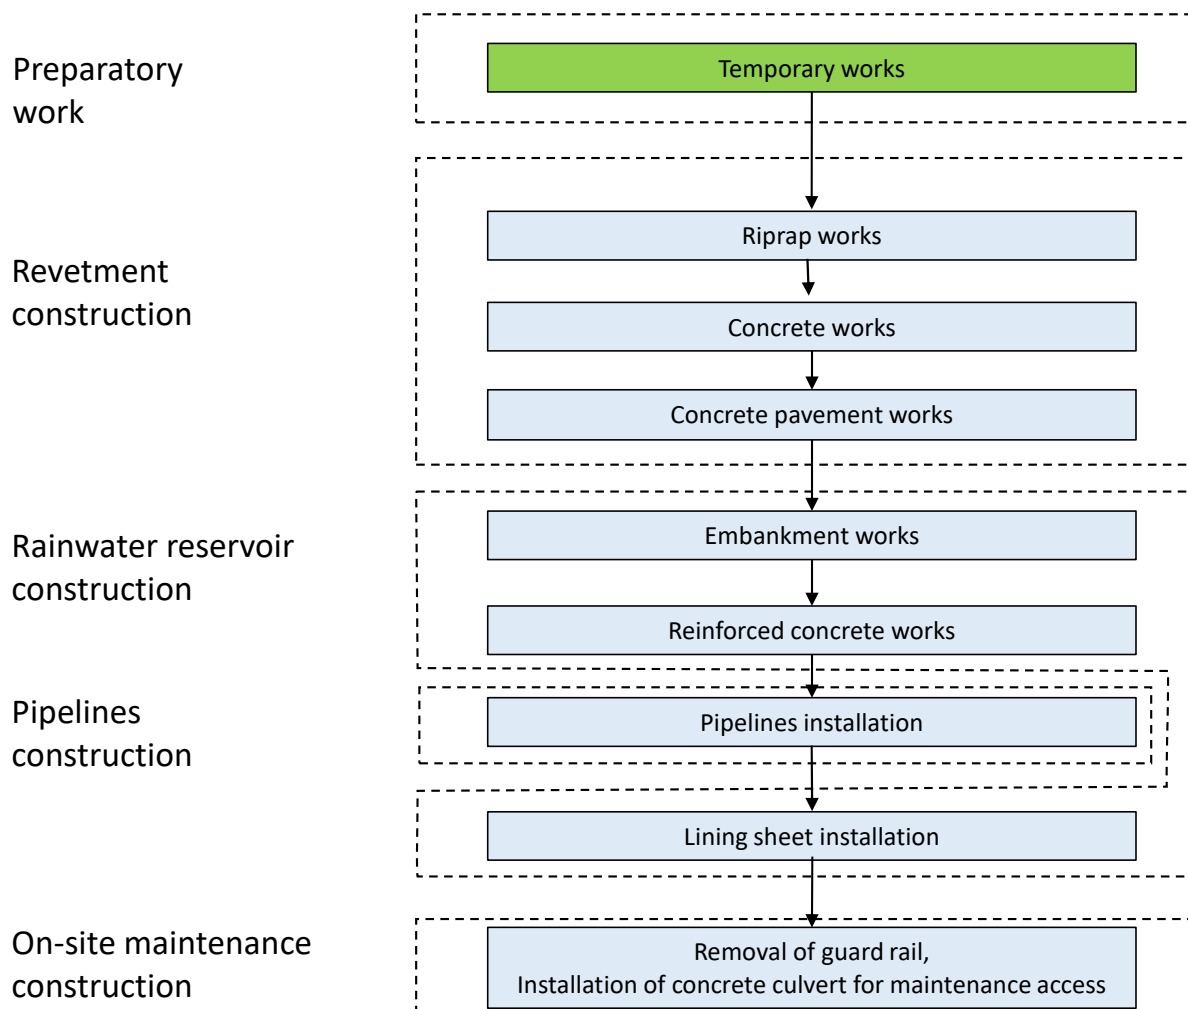 Preparatory
work
Temporary works
Revetment
construction
Riprap works
Concrete works
Concrete pavement works
Rainwater reservoir
construction
Embankment works
Reinforced concrete works
Pipelines
construction
Pipelines installation
Lining sheet installation
On-site maintenance
construction
Removal of guard rail,
Installation of concrete culvert for maintenance access